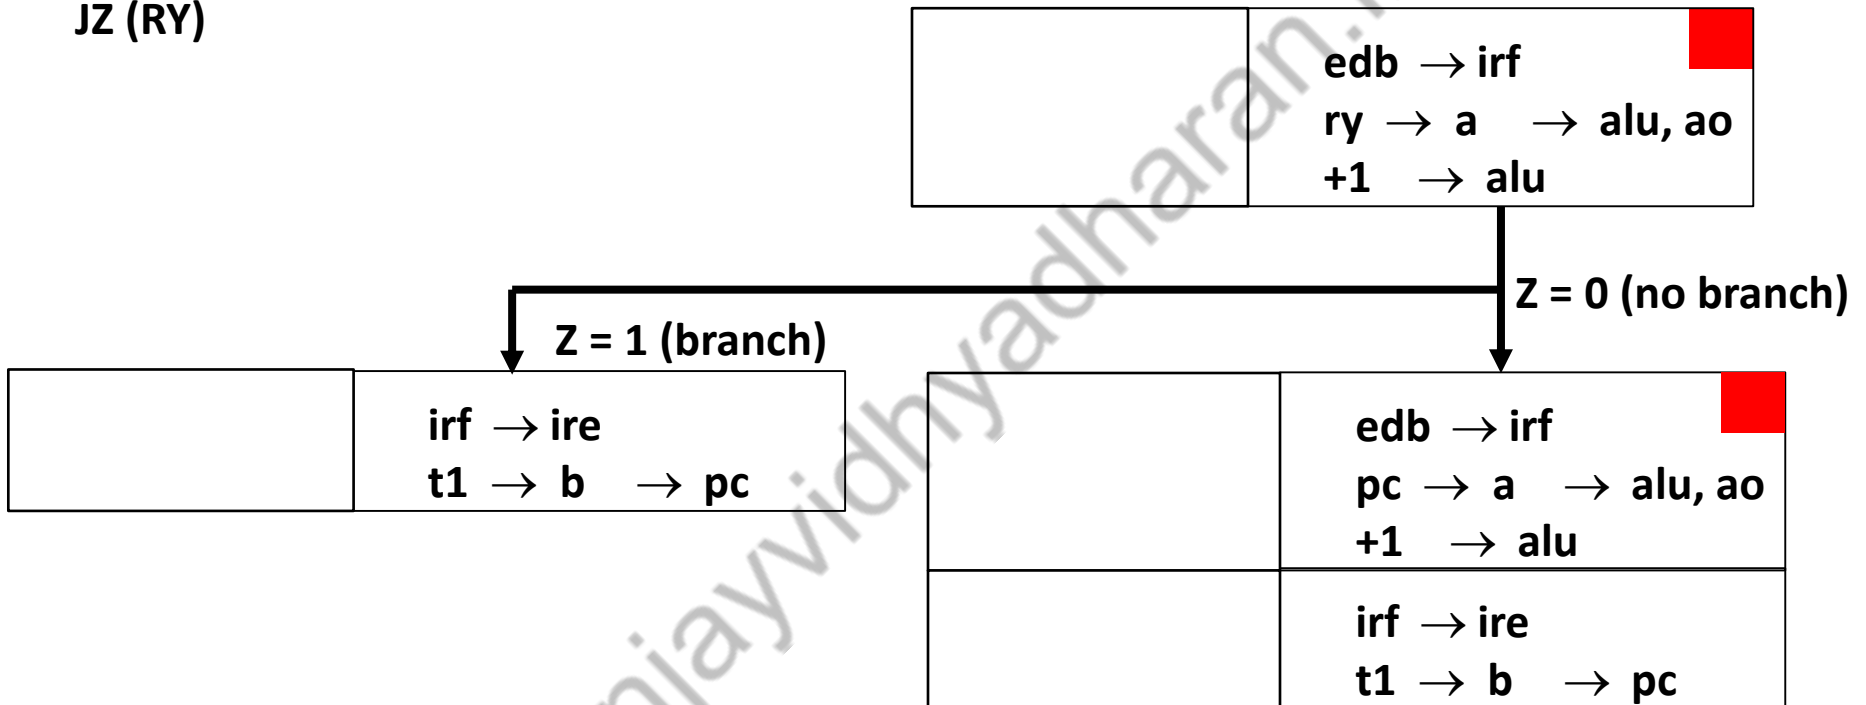 JZ (RY)
edb → irf
ry → a → alu, ao
+1 → alu
Z = 0 (no branch)
Z = 1 (branch)
irf → ire
t1 → b → pc
edb → irf
pc → a → alu, ao
+1 → alu
irf → ire
t1 → b → pc
njayvidhyadharan.